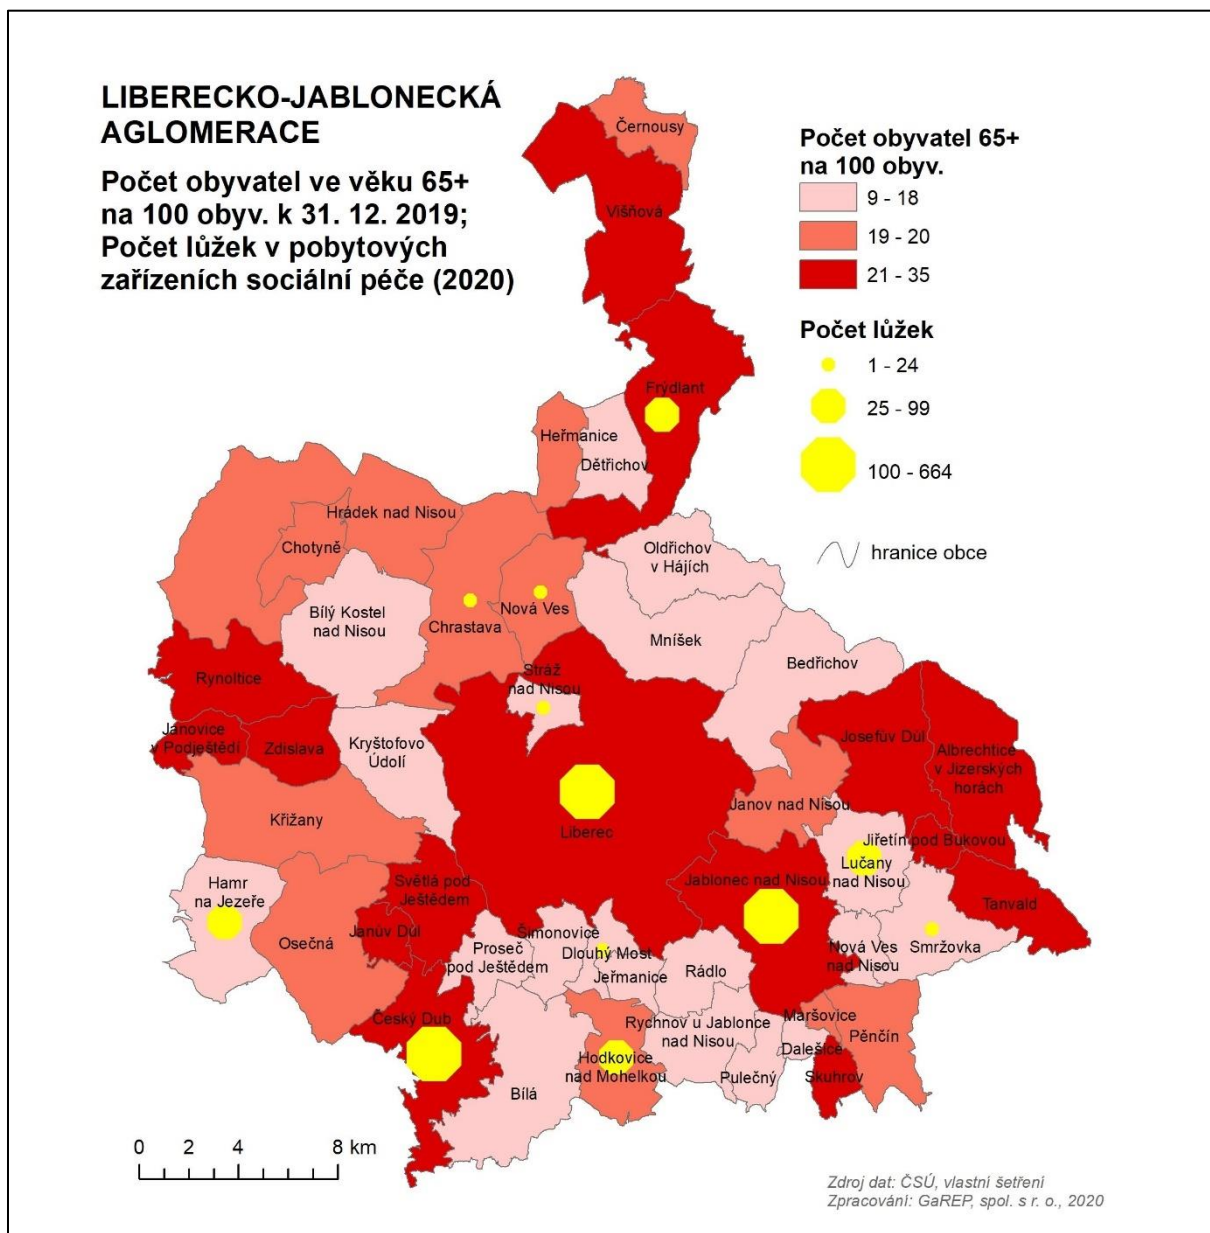 LIBERECKO-JABLONECKÁ
AGLOMERACE
Počet obyvatel ve věku 65+
na 100 obyv. k 31. 12. 2019;
Počet lůžek v pobytových
zařízeních sociální péče (2020)
Počet obyvatel 65+
na 100 obyv.
9 - 18
19 - 20
21 - 35
Počet lůžek
1 - 24
25 - 99
100 - 664
hranice obce
Černousy
Višňová
Frýdlant
Heřmanice
Dětřichov
Hrádek nad Nisou
Chotyně
Oldřichov
v Hájích
Bílý Kostel
nad Nisou
Chrastava
Nová Ves
Mníšek
Bedřichov
Rynoltice
Stráž
nad Nisou
Jánovice
v Podještědí
Zdislava
Kryštofovo
Údolí
Josefův Důl
Albrechtice
v Jizerských
horách
Křižany
Liberec
Janov nad Nisou
Jiřetín pod Bukovou
Lučany
nad Nisou
Hamr
na Jezeře
Světlá pod
Ještědem
Jablonec nad Nisou
Tanvald
Osečná
Janův Důl
Šimonovice
Proseč
pod Ještědem
Dlouhý Most
Jeřmanice
Rádlo
Nová Ves
nad Nisou
Smržovka
Český Dub
Rychnov u Jablonce
nad Nisou
Maršovice
Pěnčín
Dalešice
Hodkovice
nad Mohelkou
Pulečný
Skuhrov
Bílá
0 2 4 8 km
Zdroj dat: ČSÚ, vlastní šetření
Zpracování: GaREP, spol. s r. o., 2020